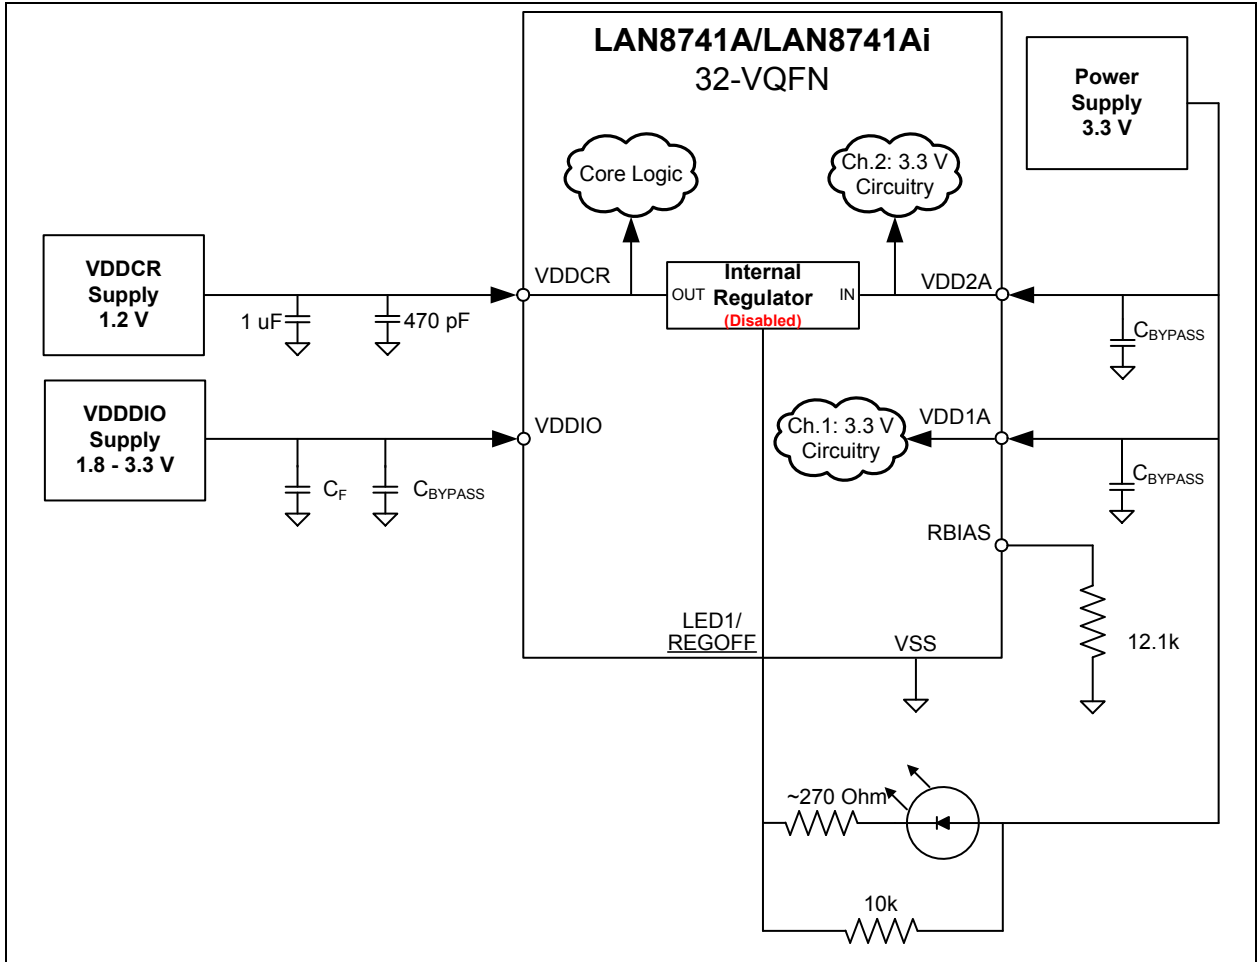 LAN8741A/LAN8741Ai
32-VQFN
Power
Supply
3.3 V
Core Logic
Ch.2: 3.3 V
Circuitry
VDDCR
Supply
1.2 V
VDDCR
OUT
Internal
Regulator
(Disabled)
IN
VDD2A
1 uF
470 pF
CBYPASS
VDDDIO
Supply
1.8 - 3.3 V
VDDIO
Ch.1: 3.3 V
Circuitry
VDD1A
CF
CBYPASS
CBYPASS
RBIAS
LED1/
REGOFF
VSS
12.1k
~270 Ohm
10k